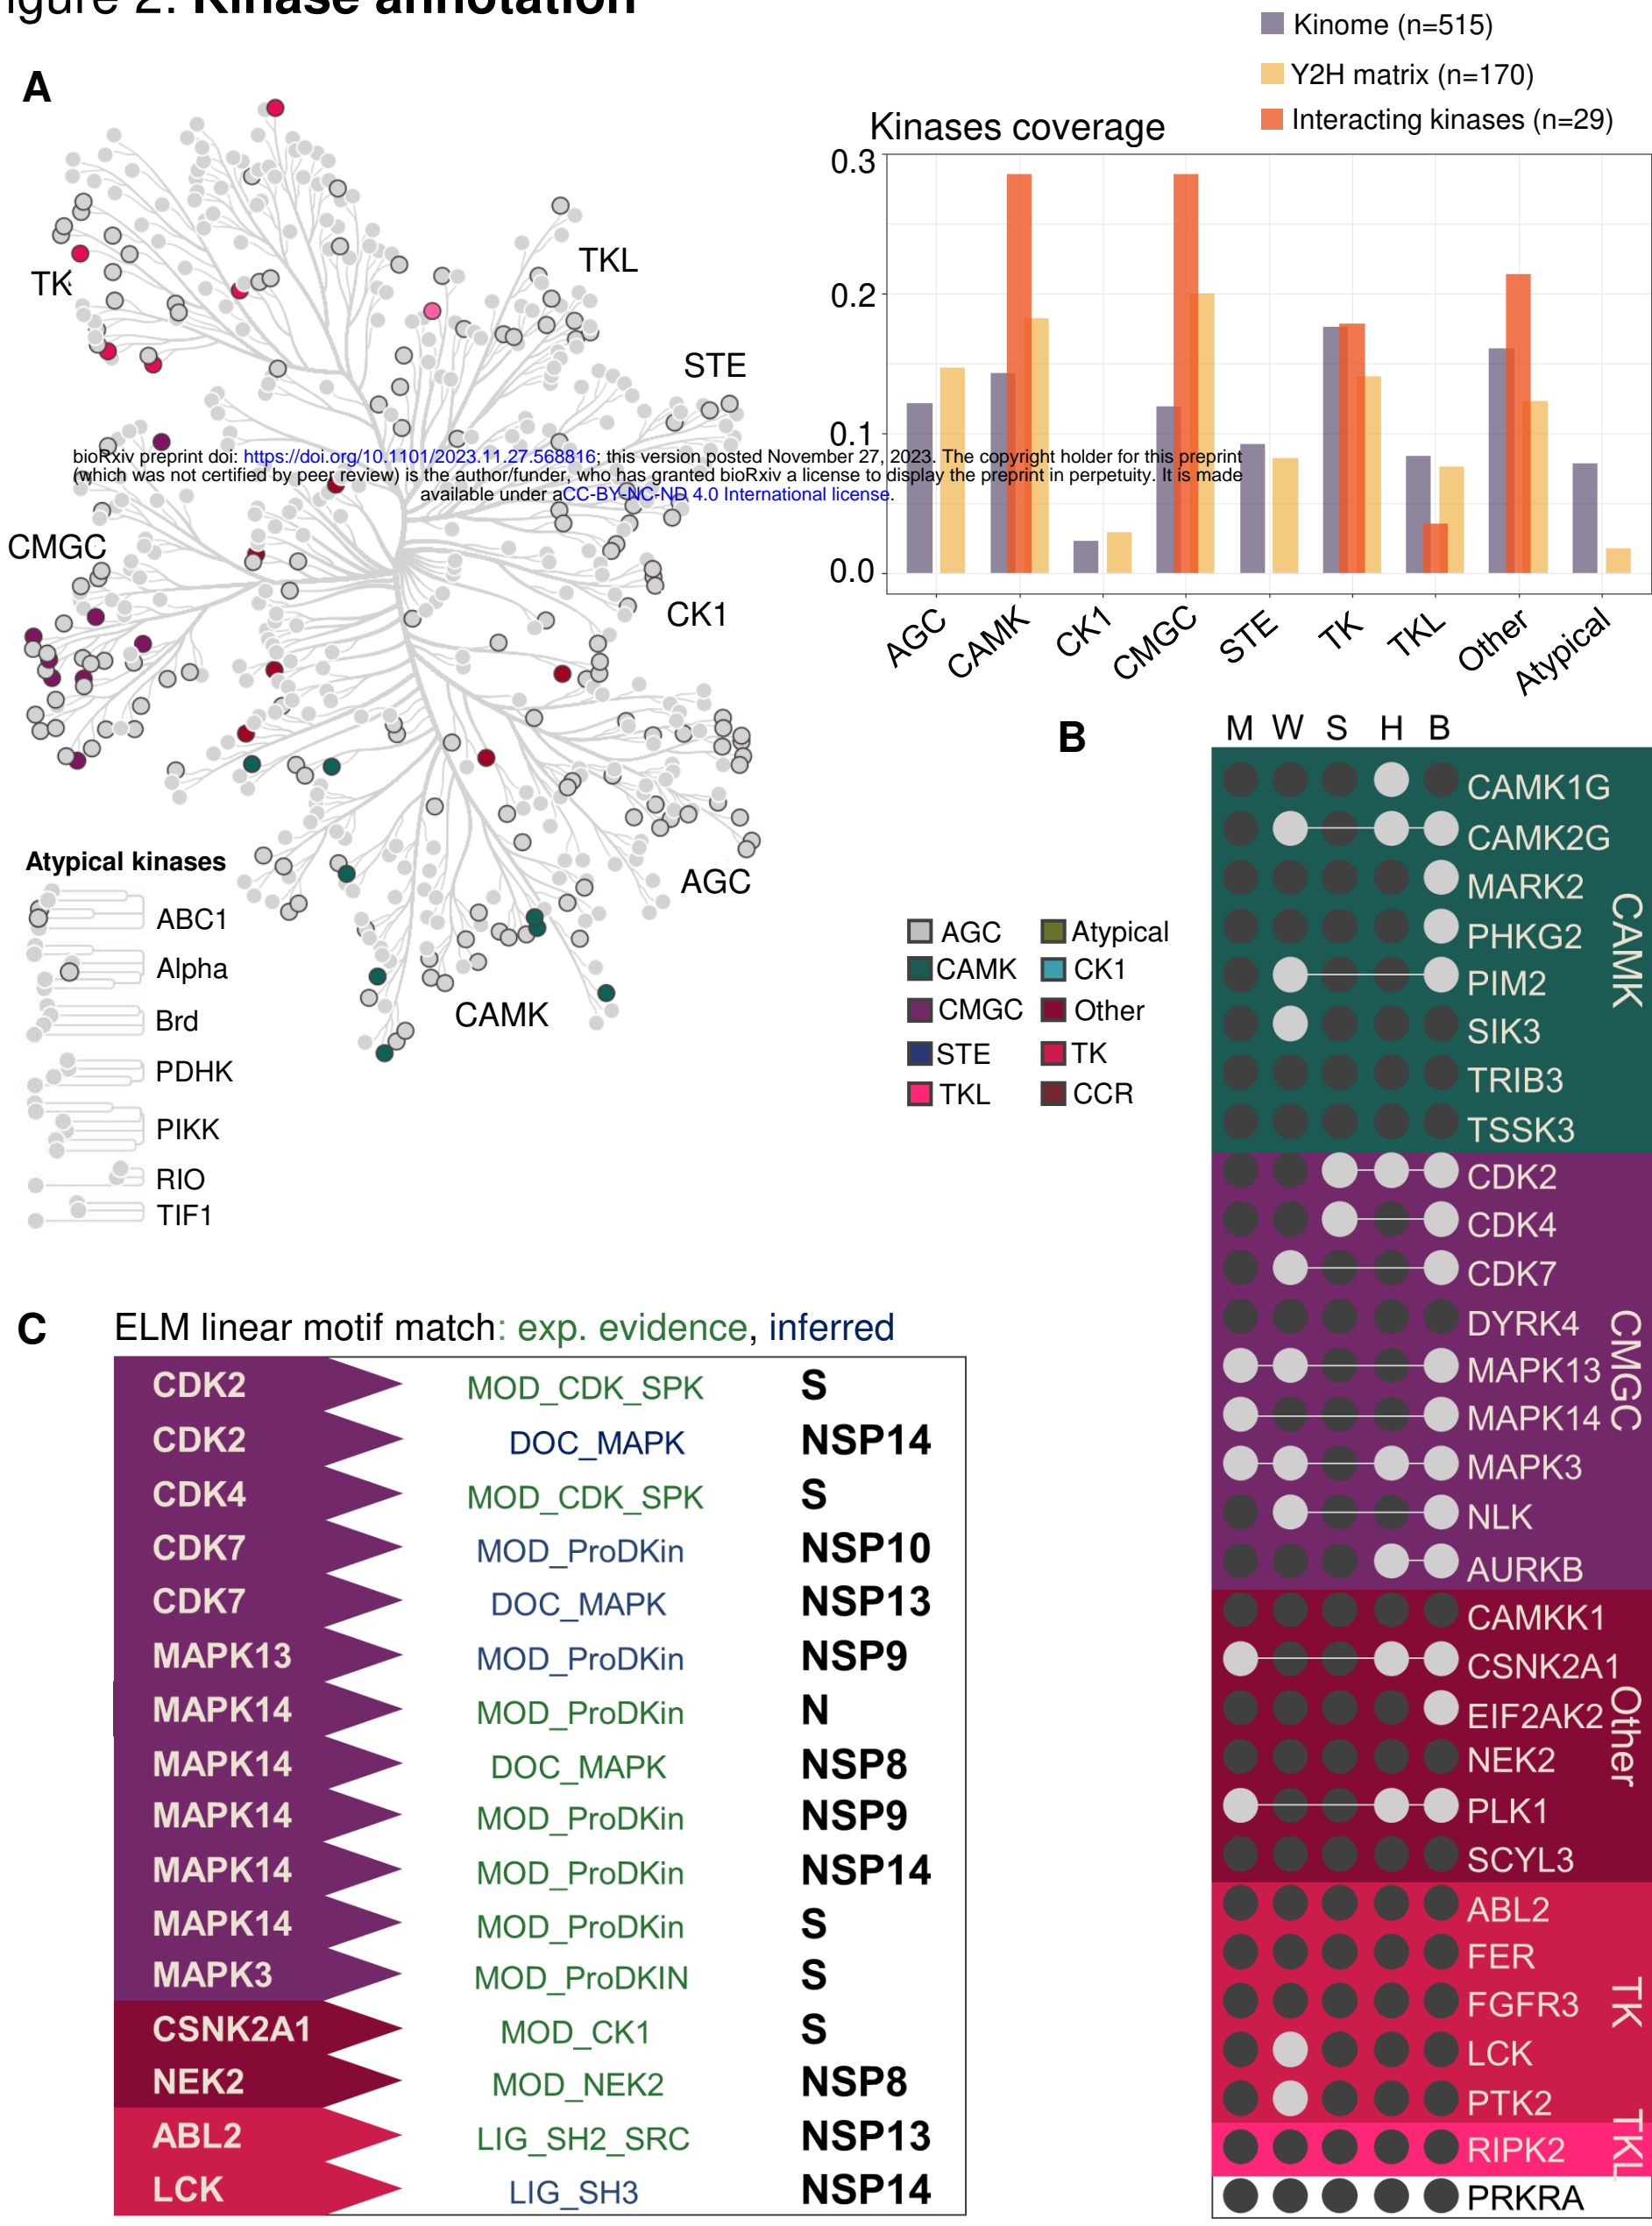 igure 2. Kinase annotation
Kinome (n=515)
Y2H matrix (n=170)
Interacting kinases (n=29)
A
Kinases coverage
0.3
0.2
0.1
0.0
AGC
CAMK
CK1
CMGC
STE
TK
TKL
Other
Atypical
TK
TKL
STE
CMGC
CK1
AGC
CAMK
bioRxiv preprint doi: https://doi.org/10.1101/2023.11.27.568816; this version posted November 27, 2023. The copyright holder for this preprint
(which was not certified by peer review) is the author/funder, who has granted bioRxiv a license to display the preprint in perpetuity. It is made
available under aCC-BY-NC-ND 4.0 International license.
Atypical kinases
ABC1
Alpha
Brd
PDHK
PIKK
RIO
TIF1
AGC
Atypical
CAMK
CK1
CMGC
Other
STE
TK
TKL
CCR
B
M W S H B
CAMK1G
CAMK2G
MARK2
PHKG2
PIM2
SIK3
TRIB3
TSSK3
CAMK
CDK2
CDK4
CDK7
DYRK4
MAPK13
MAPK14
MAPK3
NLK
AURKB
CMGC
CAMKK1
CSNK2A1
EIF2AK2
NEK2
PLK1
SCYL3
Other
ABL2
FER
FGFR3
LCK
PTK2
TK
RIPK2
TKL
PRKRA
C
ELM linear motif match: exp. evidence, inferred
CDK2 MOD_CDK_SPK S
CDK2 DOC_MAPK NSP14
CDK4 MOD_CDK_SPK S
CDK7 MOD_ProDKin NSP10
CDK7 DOC_MAPK NSP13
MAPK13 MOD_ProDKin NSP9
MAPK14 MOD_ProDKin N
MAPK14 DOC_MAPK NSP8
MAPK14 MOD_ProDKin NSP9
MAPK14 MOD_ProDKin NSP14
MAPK14 MOD_ProDKin S
MAPK3 MOD_ProDKIN S
CSNK2A1 MOD_CK1 S
NEK2 MOD_NEK2 NSP8
ABL2 LIG_SH2_SRC NSP13
LCK LIG_SH3 NSP14